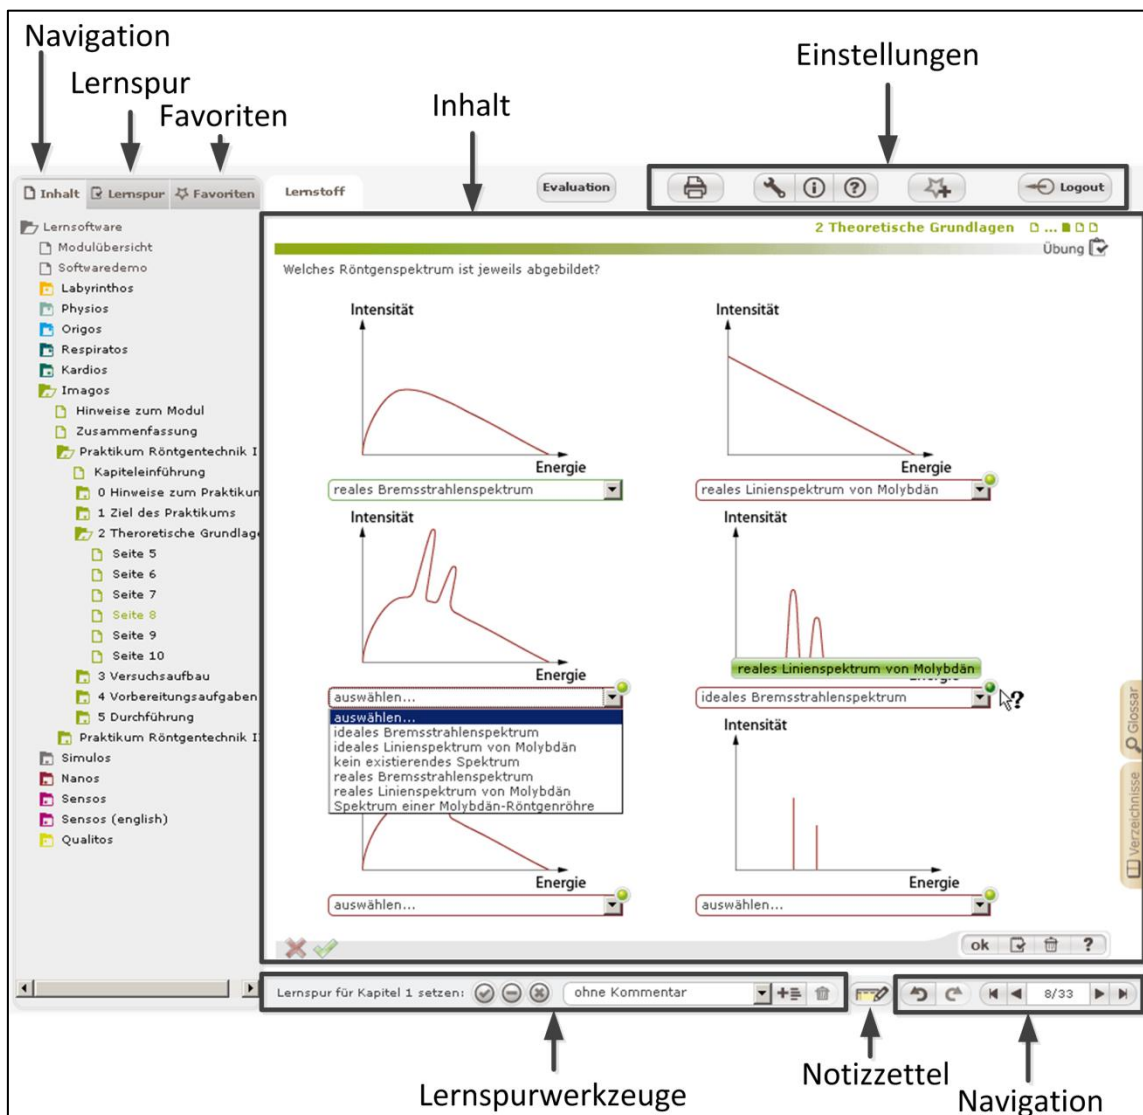 Navigation
Lernspur
Favoriten
Inhalt
Einstellungen
Inhalt Lernspur Favoriten
Lernstoff
Evaluation
Logout
Lernsoftware
Modulübersicht
Softwaredemo
Labyrinthos
Physios
Origos
Respiratos
Kardios
Imagos
Hinweise zum Modul
Zusammenfassung
Praktikum Röntgentechnik I
Kapiteleinführung
0 Hinweise zum Praktikun
1 Ziel des Praktikums
2 Theroretische Grundlage
Seite 5
Seite 6
Seite 7
Seite 8
Seite 9
Seite 10
3 Versuchsaufbau
4 Vorbereitungsaufgaben
5 Durchführung
Praktikum Röntgentechnik I
Simulos
Nanos
Sensos
Sensos (english)
Qualitos
2 Theoretische Grundlagen ...
Übung
Welches Röntgenspektrum ist jeweils abgebildet?
Intensität
Energie
reales Bremsstrahlenspektrum
Intensität
Energie
reales Linienspektrum von Molybdän
Intensität
Energie
auswählen...
auswählen...
ideales Bremsstrahlenspektrum
ideales Linienspektrum von Molybdän
kein existierendes Spektrum
reales Bremsstrahlenspektrum
reales Linienspektrum von Molybdän
Spektrum einer Molybdän-Röntgenröhre
Intensität
reales Linienspektrum von Molybdän
Energie
ideales Bremsstrahlenspektrum
?
Energie
auswählen...
Intensität
Energie
auswählen...
Glossar
Verzeichnisse
ok ?
Lernspur für Kapitel 1 setzen: ohne Kommentar
8/33
Lernspurwerkzeuge
Notizzettel
Navigation